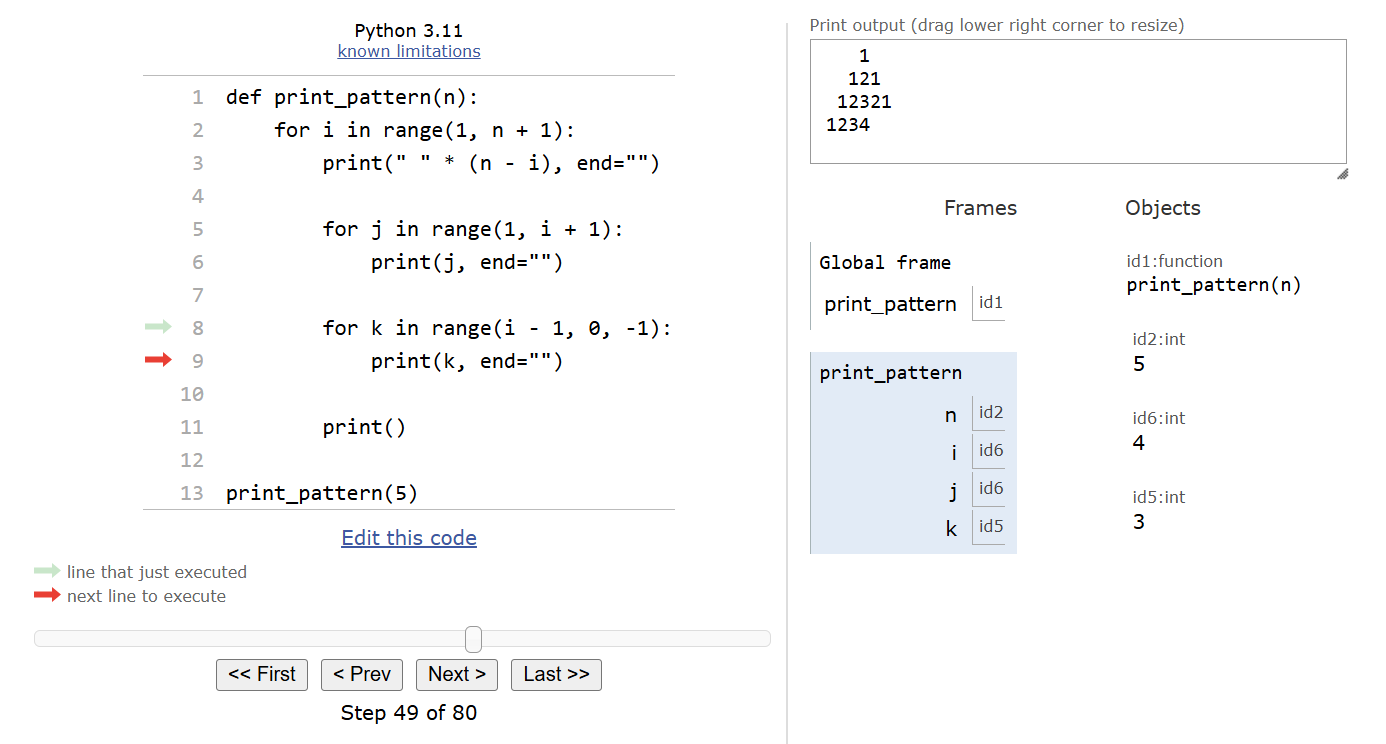 Python 3.11
known limitations
1 def print_pattern(n):
2     for i in range(1, n + 1):
3         print(" " * (n - i), end="")
4
5         for j in range(1, i + 1):
6             print(j, end="")
7
8         for k in range(i - 1, 0, -1):
9             print(k, end="")
10
11         print()
12
13 print_pattern(5)
Edit this code
line that just executed
next line to execute
<< First < Prev Next > Last >>
Step 49 of 80
Print output (drag lower right corner to resize)
    1
   121
  12321
 1234
Frames
Global frame
print_pattern id1
print_pattern
n id2
i id6
j id6
k id5
Objects
id1:function
print_pattern(n)
id2:int
5
id6:int
4
id5:int
3